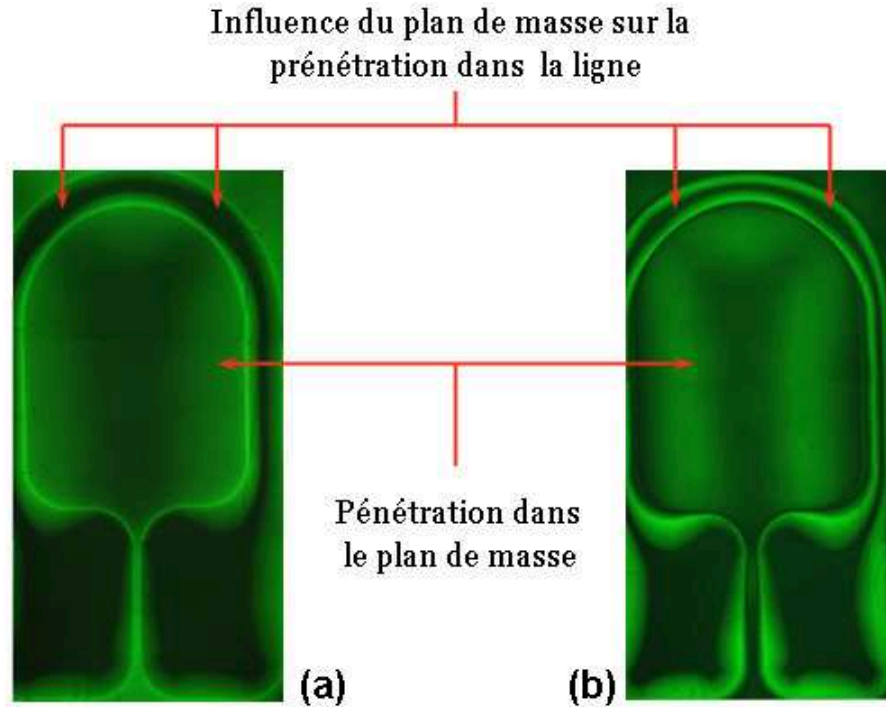 Influence du plan de masse sur la
prénétration dans la ligne
Pénétration dans
le plan de masse
(a)
(b)